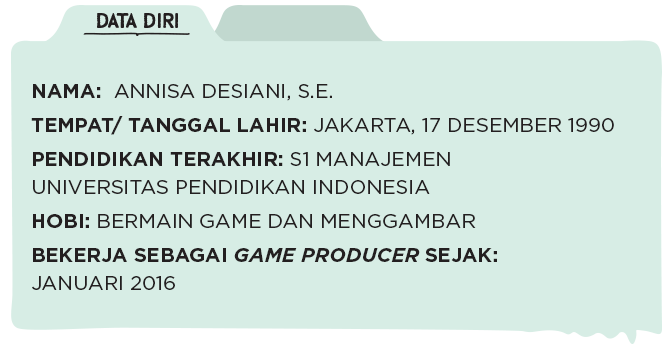 DATA DIRI
NAMA: ANNISA DESIANI, S.E.
TEMPAT/ TANGGAL LAHIR: JAKARTA, 17 DESEMBER 1990
PENDIDIKAN TERAKHIR: S1 MANAJEMEN
UNIVERSITAS PENDIDIKAN INDONESIA
HOBI: BERMAIN GAME DAN MENGGAMBAR
BEKERJA SEBAGAI GAME PRODUCER SEJAK:
JANUARI 2016